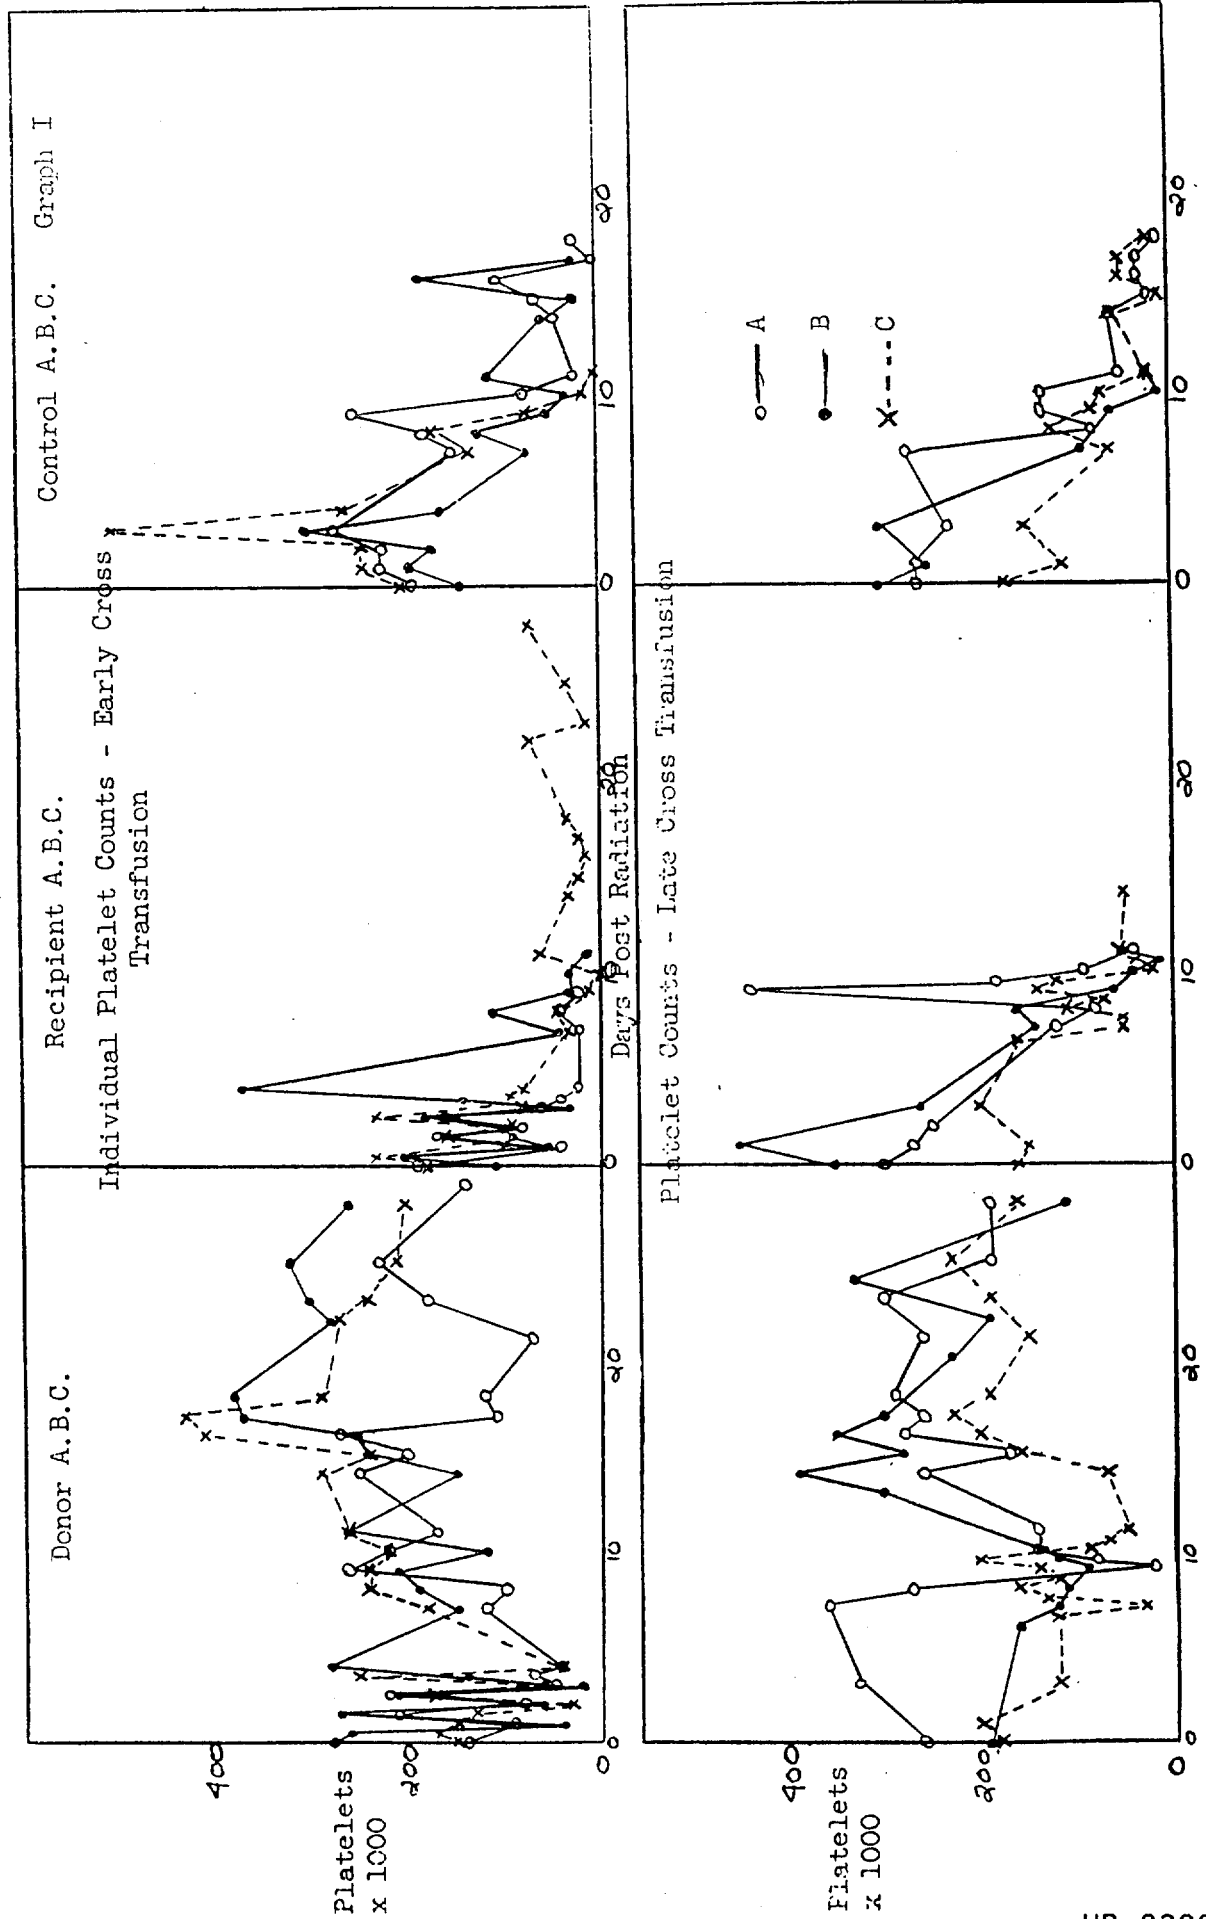 Donor A.B.C.
Recipient A.B.C.
Control A.B.C. Graph I
Individual Platelet Counts - Early Cross
Transfusion
Platelets
x 1000
400
200
0
0
10
20
0
10
20
0
10
20
Days Post Radiation
Platelet Counts - Late Cross Transfusion
A
B
C
Platelets
x 1000
400
200
0
0
10
20
0
10
20
0
10
20